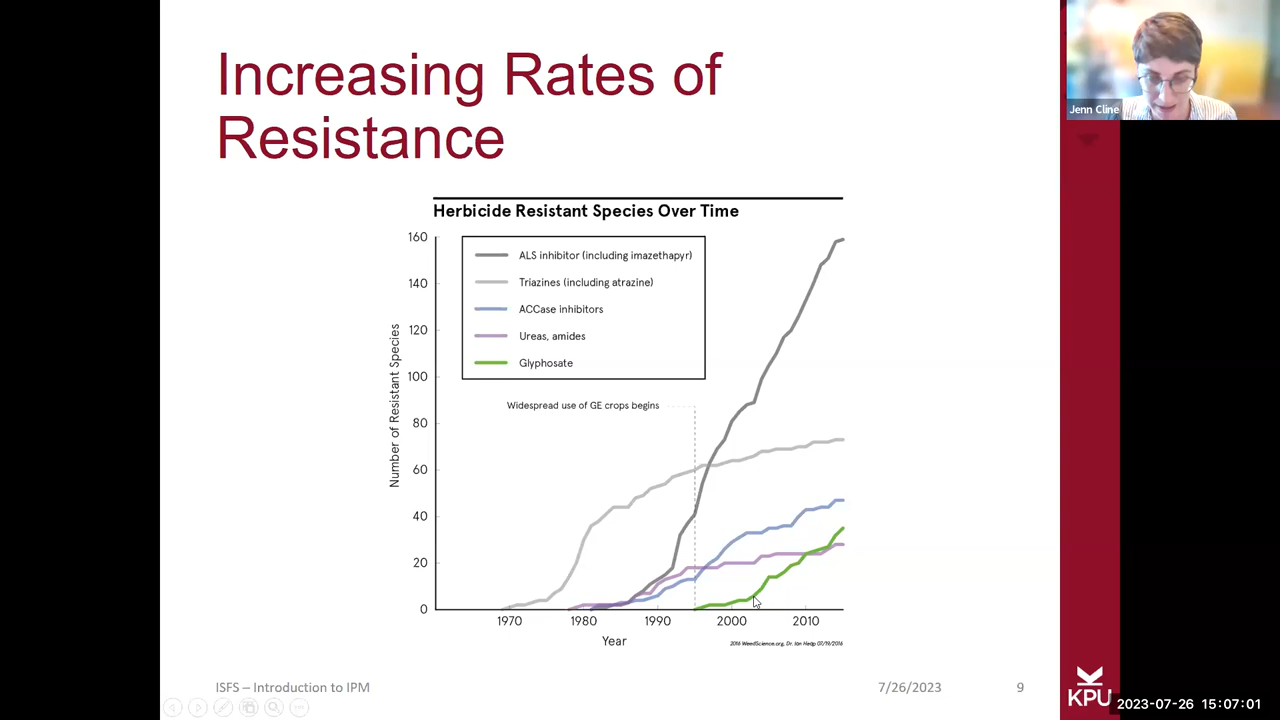 Increasing Rates of
Resistance
Jenn Cline
Herbicide Resistant Species Over Time
160
140
120
100
80
60
40
20
0
Number of Resistant Species
ALS inhibitor (including imazethapyr)
Triazines (including atrazine)
ACCase inhibitors
Ureas, amides
Glyphosate
Widespread use of GE crops begins
1970
1980
1990
2000
2010
Year
2016 WeedScience.org, Dr. Ian Heap 07/19/2016
ISFS – Introduction to IPM
7/26/2023
9
KPU
2023-07-26 15:07:01